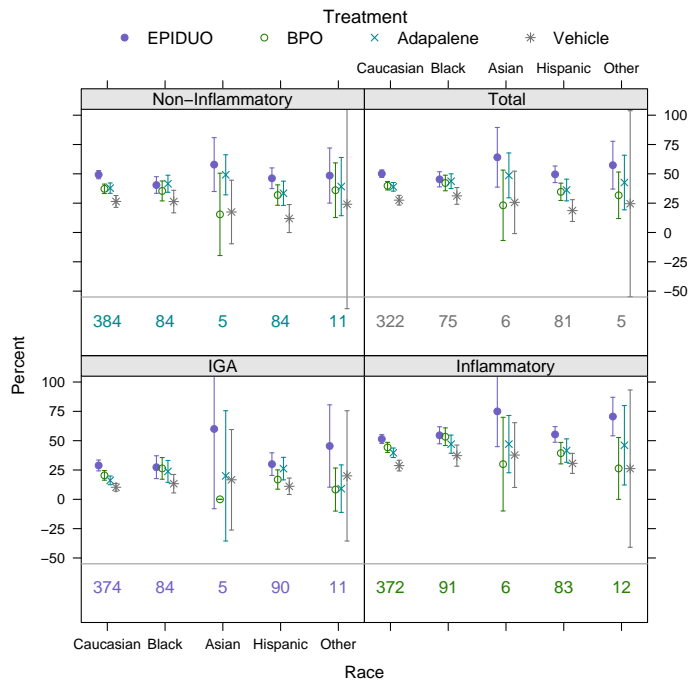 Treatment
EPIDUO BPO Adapalene Vehicle
Caucasian Black Asian Hispanic Other
Non−Inflammatory Total
100
75
50
25
0
−25
−50
384 84 5 84 11 322 75 6 81 5
Percent
IGA Inflammatory
100
75
50
25
0
−25
−50
374 84 5 90 11 372 91 6 83 12
Caucasian Black Asian Hispanic Other
Race